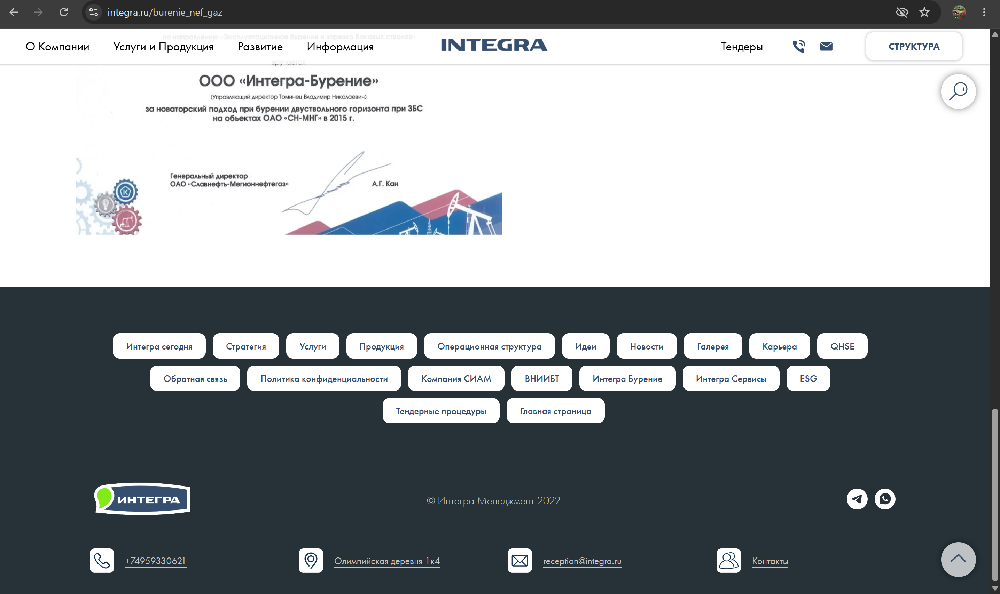 integra.ru/burenie_nef_gaz
по направлению «Эксплуатационное бурение и зарезка боковых стволов»
О Компании Услуги и Продукция Развитие Информация INTEGRA Тендеры СТРУКТУРА
вручается
ООО «Интегра-Бурение»
(Управляющий директор Томинец Владимир Николаевич)
за новаторский подход при бурении двуствольного горизонта при ЗБС
на объектах ОАО «СН-МНГ» в 2015 г.
Генеральный директор
ОАО «Славнефть-Мегионнефтегаз» А.Г. Кан
Интегра сегодня Стратегия Услуги Продукция Операционная структура Идеи Новости Галерея Карьера QHSE
Обратная связь Политика конфиденциальности Компания СИАМ ВНИИБТ Интегра Бурение Интегра Сервисы ESG
Тендерные процедуры Главная страница
ИНТЕГРА © Интегра Менеджмент 2022
+74959330621 Олимпийская деревня 1к4 reception@integra.ru Контакты